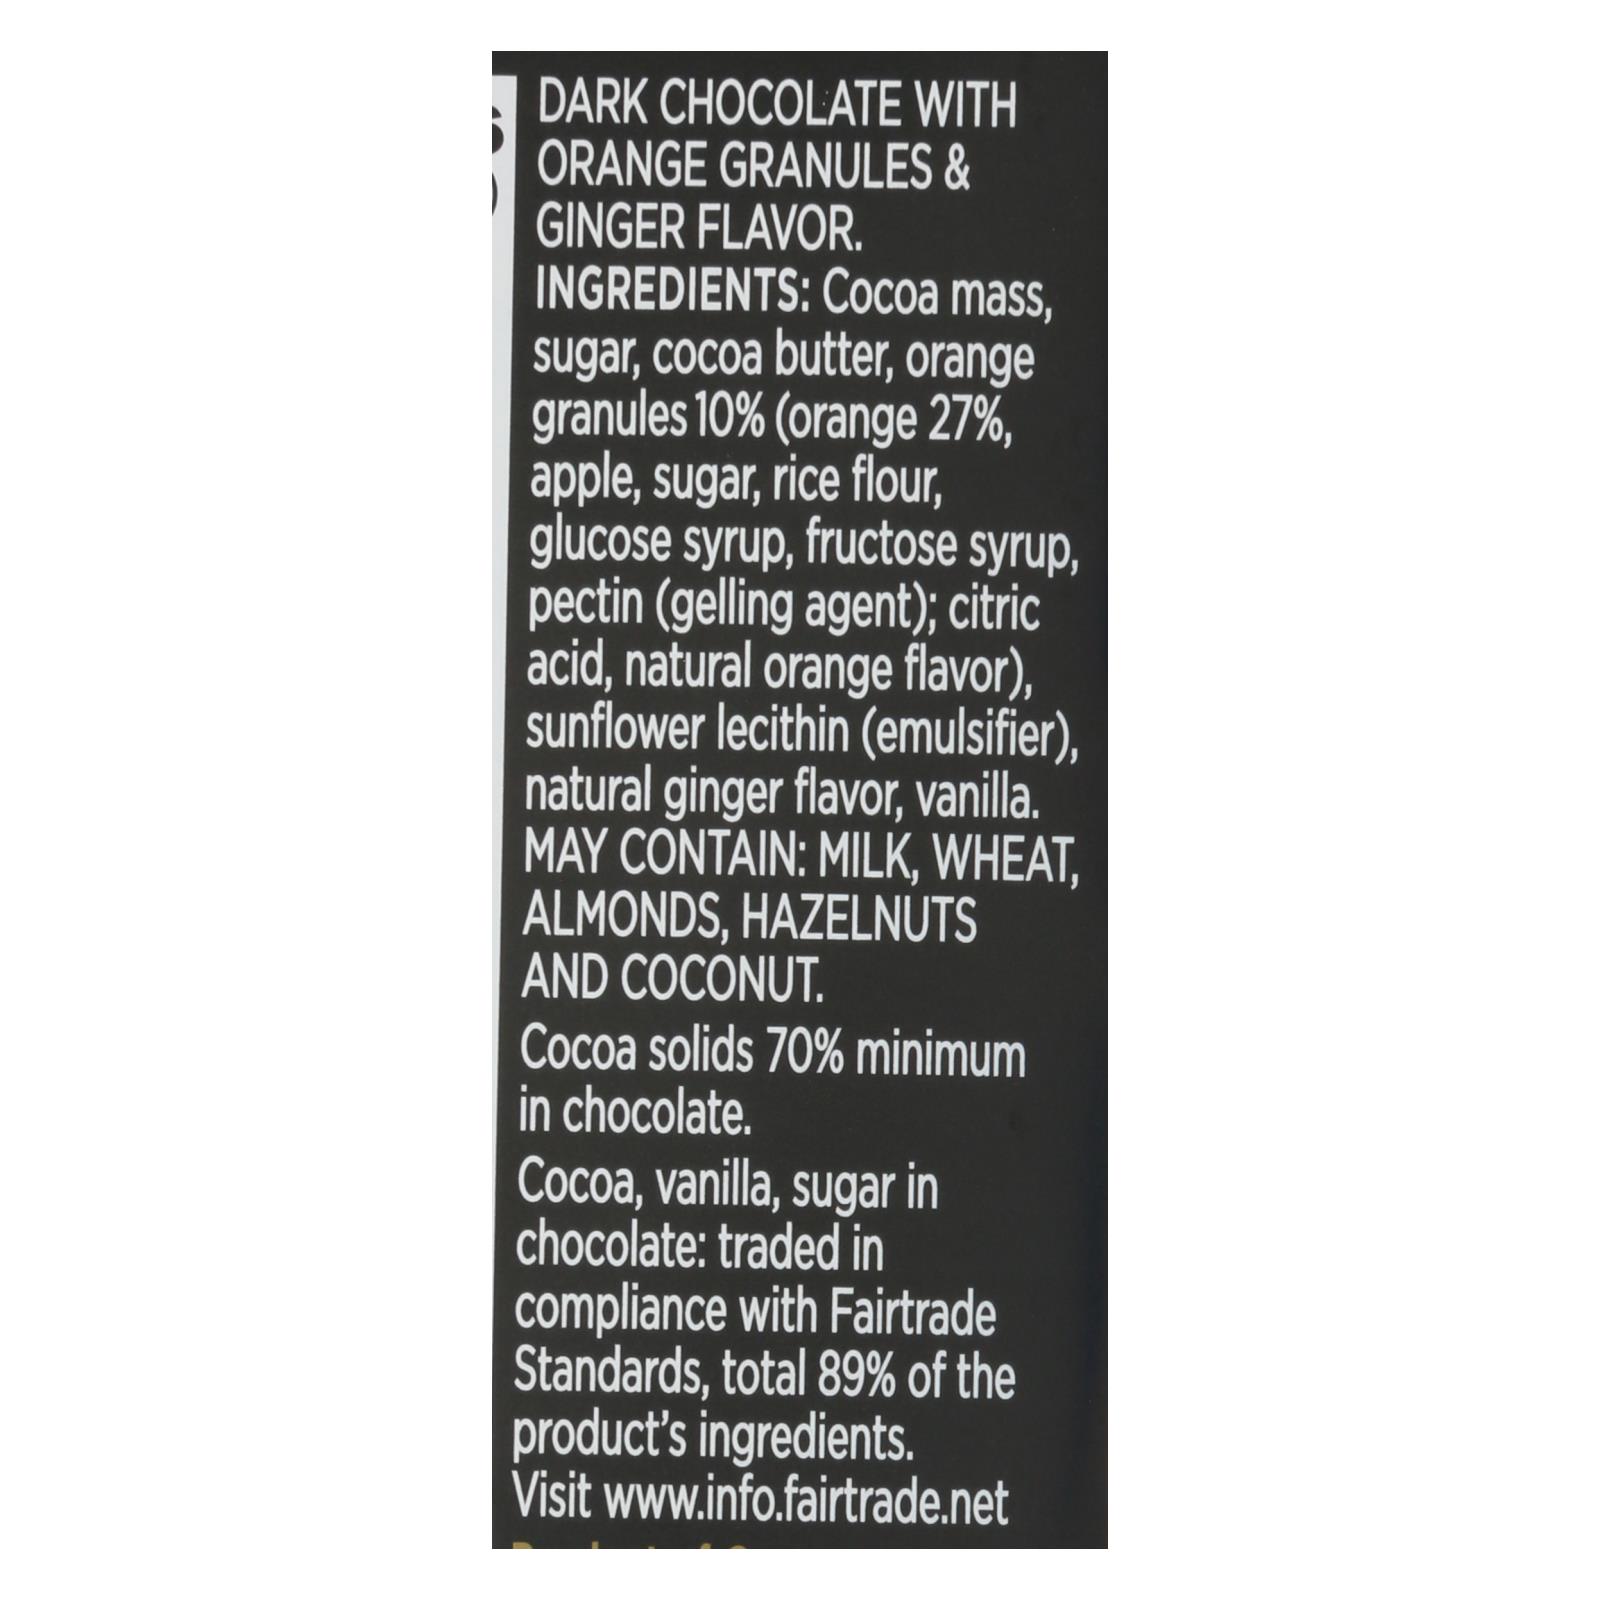 DARK CHOCOLATE WITH
ORANGE GRANULES &
GINGER FLAVOR.
INGREDIENTS: Cocoa mass,
sugar, cocoa butter, orange
granules 10% (orange 27%,
apple, sugar, rice flour,
glucose syrup, fructose syrup,
pectin (gelling agent); citric
acid, natural orange flavor),
sunflower lecithin (emulsifier),
natural ginger flavor, vanilla.
MAY CONTAIN: MILK, WHEAT,
ALMONDS, HAZELNUTS
AND COCONUT.
Cocoa solids 70% minimum
in chocolate.
Cocoa, vanilla, sugar in
chocolate: traded in
compliance with Fairtrade
Standards, total 89% of the
product's ingredients.
Visit www.info.fairtrade.net